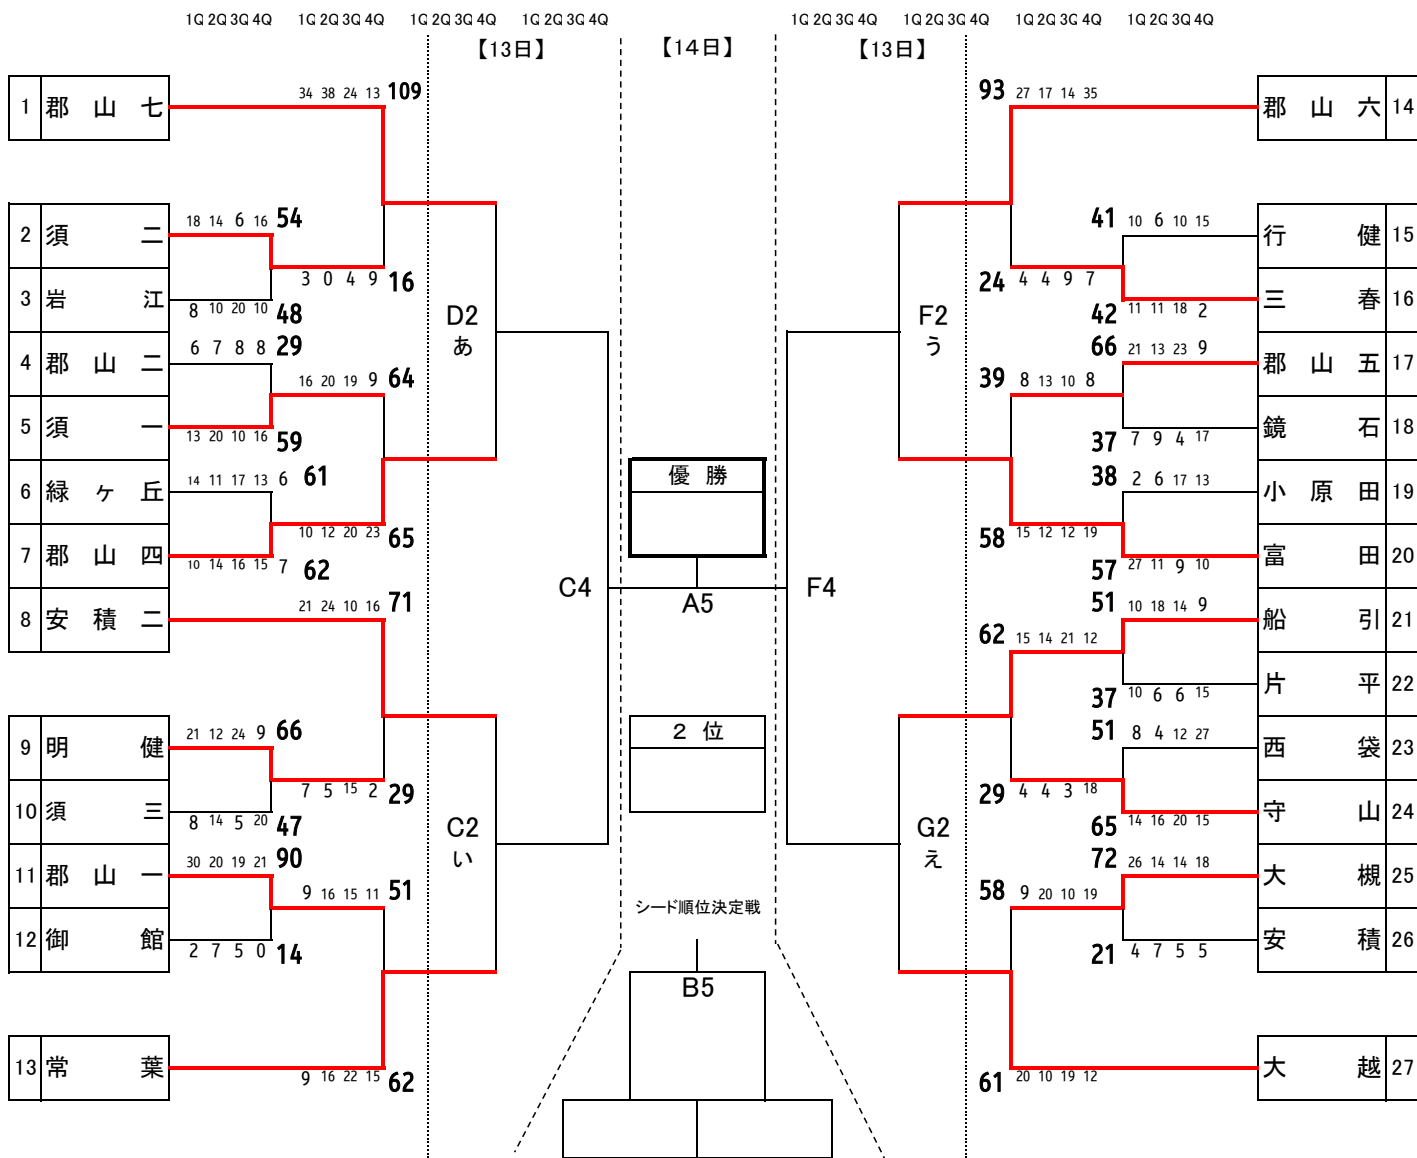 1Q 2Q 3Q 4Q 1Q 2Q 3Q 4Q 1Q 2Q 3Q 4Q 1Q 2Q 3Q 4Q 1Q 2Q 3Q 4Q 1Q 2Q 3Q 4Q 1Q 2Q 3Q 4Q 1Q 2Q 3Q 4Q
【13日】 【14日】 【13日】
1 郡山七 34 38 24 13 109
2 須二 18 14 6 16 54
3 0 4 9 16
3 岩江 8 10 20 10 48
D2
あ
4 郡山二 6 7 8 8 29
16 20 19 9 64
5 須一 13 20 10 16 59
6 緑ヶ丘 14 11 17 13 6 61
10 12 20 23 65
7 郡山四 10 14 16 15 7 62
8 安積二 21 24 10 16 71
C4
9 明健 21 12 24 9 66
7 5 15 2 29
10 須三 8 14 5 20 47
C2
い
11 郡山一 30 20 19 21 90
9 16 15 11 51
12 御館 2 7 5 0 14
13 常葉 9 16 22 15 62
優勝
A5
2位
シード順位決定戦
B5
93 27 17 14 35 郡山六 14
41 10 6 10 15 行健 15
24 4 4 9 7
42 11 11 18 2 三春 16
F2
う
66 21 13 23 9 郡山五 17
39 8 13 10 8
37 7 9 4 17 鏡石 18
38 2 6 17 13 小原田 19
58 15 12 12 19
57 27 11 9 10 富田 20
F4
51 10 18 14 9 船引 21
62 15 14 21 12
37 10 6 6 15 片平 22
51 8 4 12 27 西袋 23
29 4 4 3 18
65 14 16 20 15 守山 24
G2
え
72 26 14 14 18 大槻 25
58 9 20 10 19
21 4 7 5 5 安積 26
61 20 10 19 12 大越 27